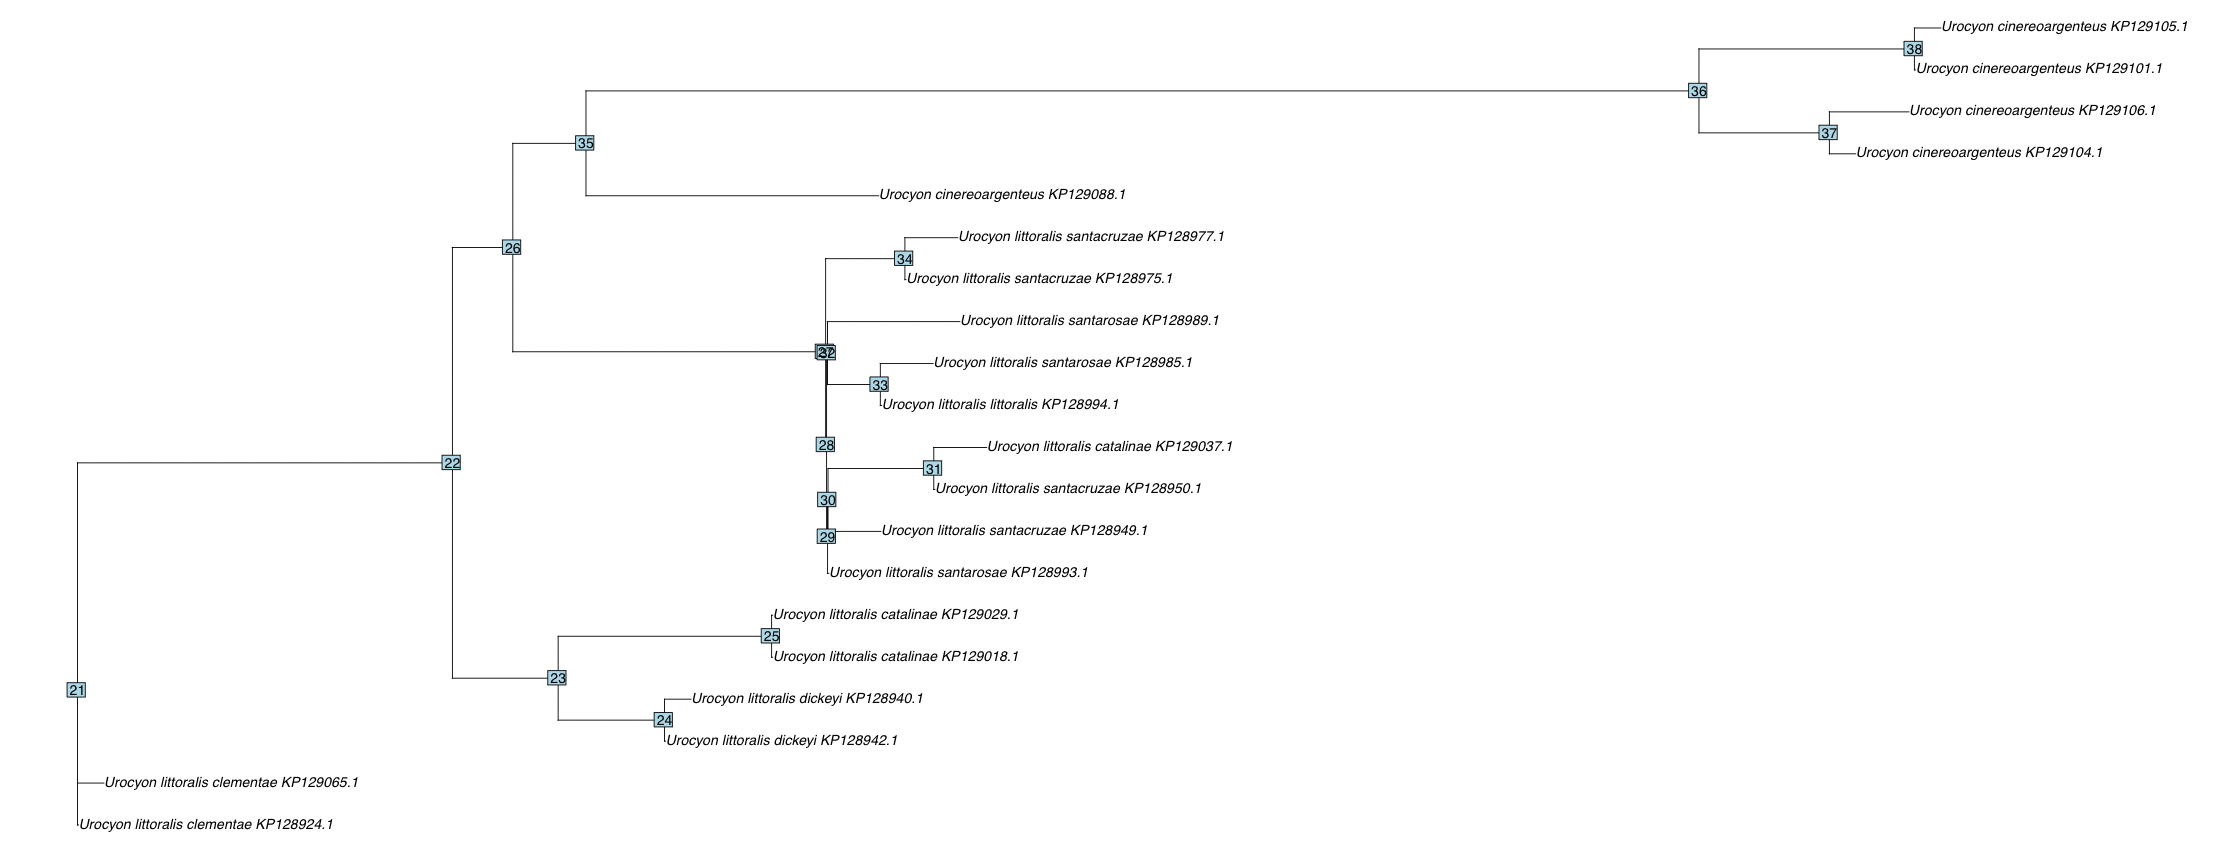 Urocyon cinereoargenteus KP129105.1
38
Urocyon cinereoargenteus KP129101.1
36
Urocyon cinereoargenteus KP129106.1
37
35
Urocyon cinereoargenteus KP129104.1
Urocyon cinereoargenteus KP129088.1
Urocyon littoralis santacruzae KP128977.1
26
34
Urocyon littoralis santacruzae KP128975.1
Urocyon littoralis santarosae KP128989.1
32
Urocyon littoralis santarosae KP128985.1
33
Urocyon littoralis littoralis KP128994.1
28
Urocyon littoralis catalinae KP129037.1
22
31
Urocyon littoralis santacruzae KP128950.1
30
Urocyon littoralis santacruzae KP128949.1
29
Urocyon littoralis santarosae KP128993.1
Urocyon littoralis catalinae KP129029.1
25
Urocyon littoralis catalinae KP129018.1
23
21
Urocyon littoralis dickeyi KP128940.1
24
Urocyon littoralis dickeyi KP128942.1
Urocyon littoralis clementae KP129065.1
Urocyon littoralis clementae KP128924.1